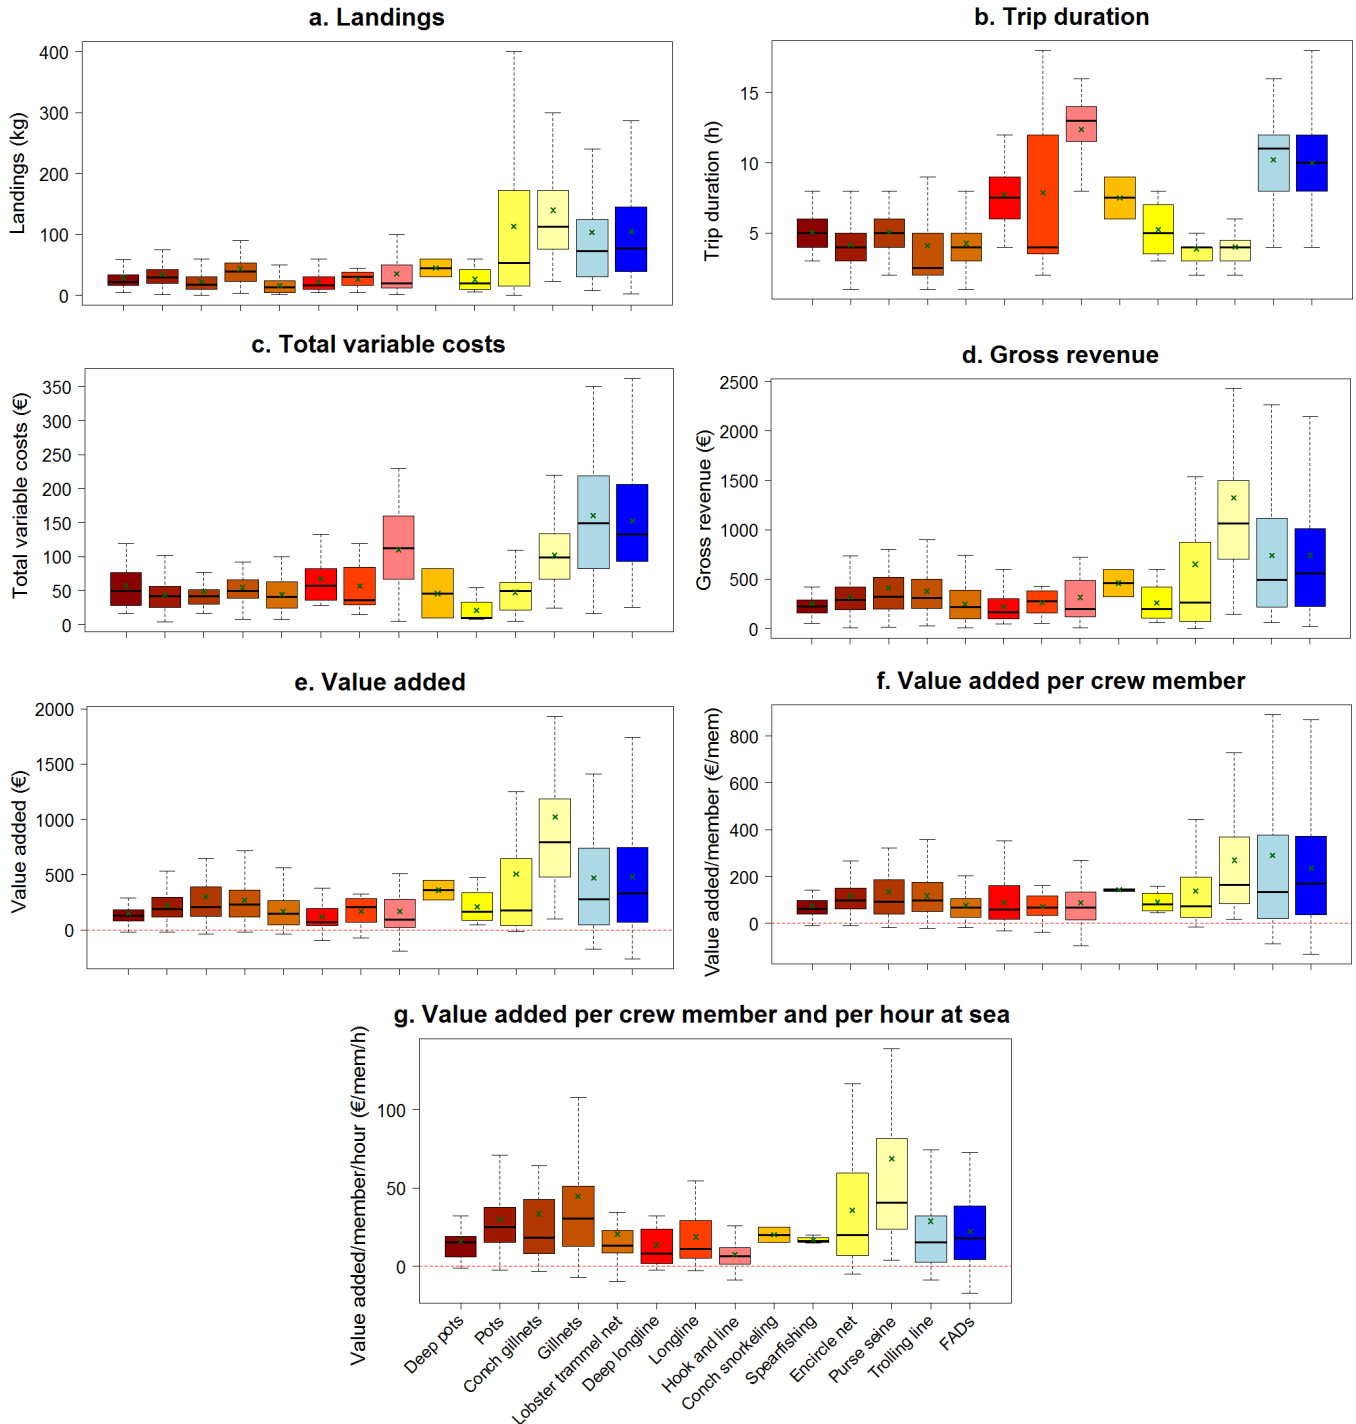 a. Landings
Landings (kg)
400
300
200
100
0
b. Trip duration
Trip duration (h)
15
10
5
c. Total variable costs
Total variable costs (€)
350
300
250
200
150
100
50
0
d. Gross revenue
Gross revenue (€)
2500
2000
1500
1000
500
0
e. Value added
Value added (€)
2000
1500
1000
500
0
f. Value added per crew member
Value added/member (€/mem)
800
600
400
200
0
g. Value added per crew member and per hour at sea
Value added/member/hour (€/mem/h)
100
50
0
Deep pots
Pots
Conch gillnets
Gillnets
Lobster trammel net
Deep longline
Longline
Hook and line
Conch snorkeling
Spearfishing
Encircle net
Purse seine
Trolling line
FADs